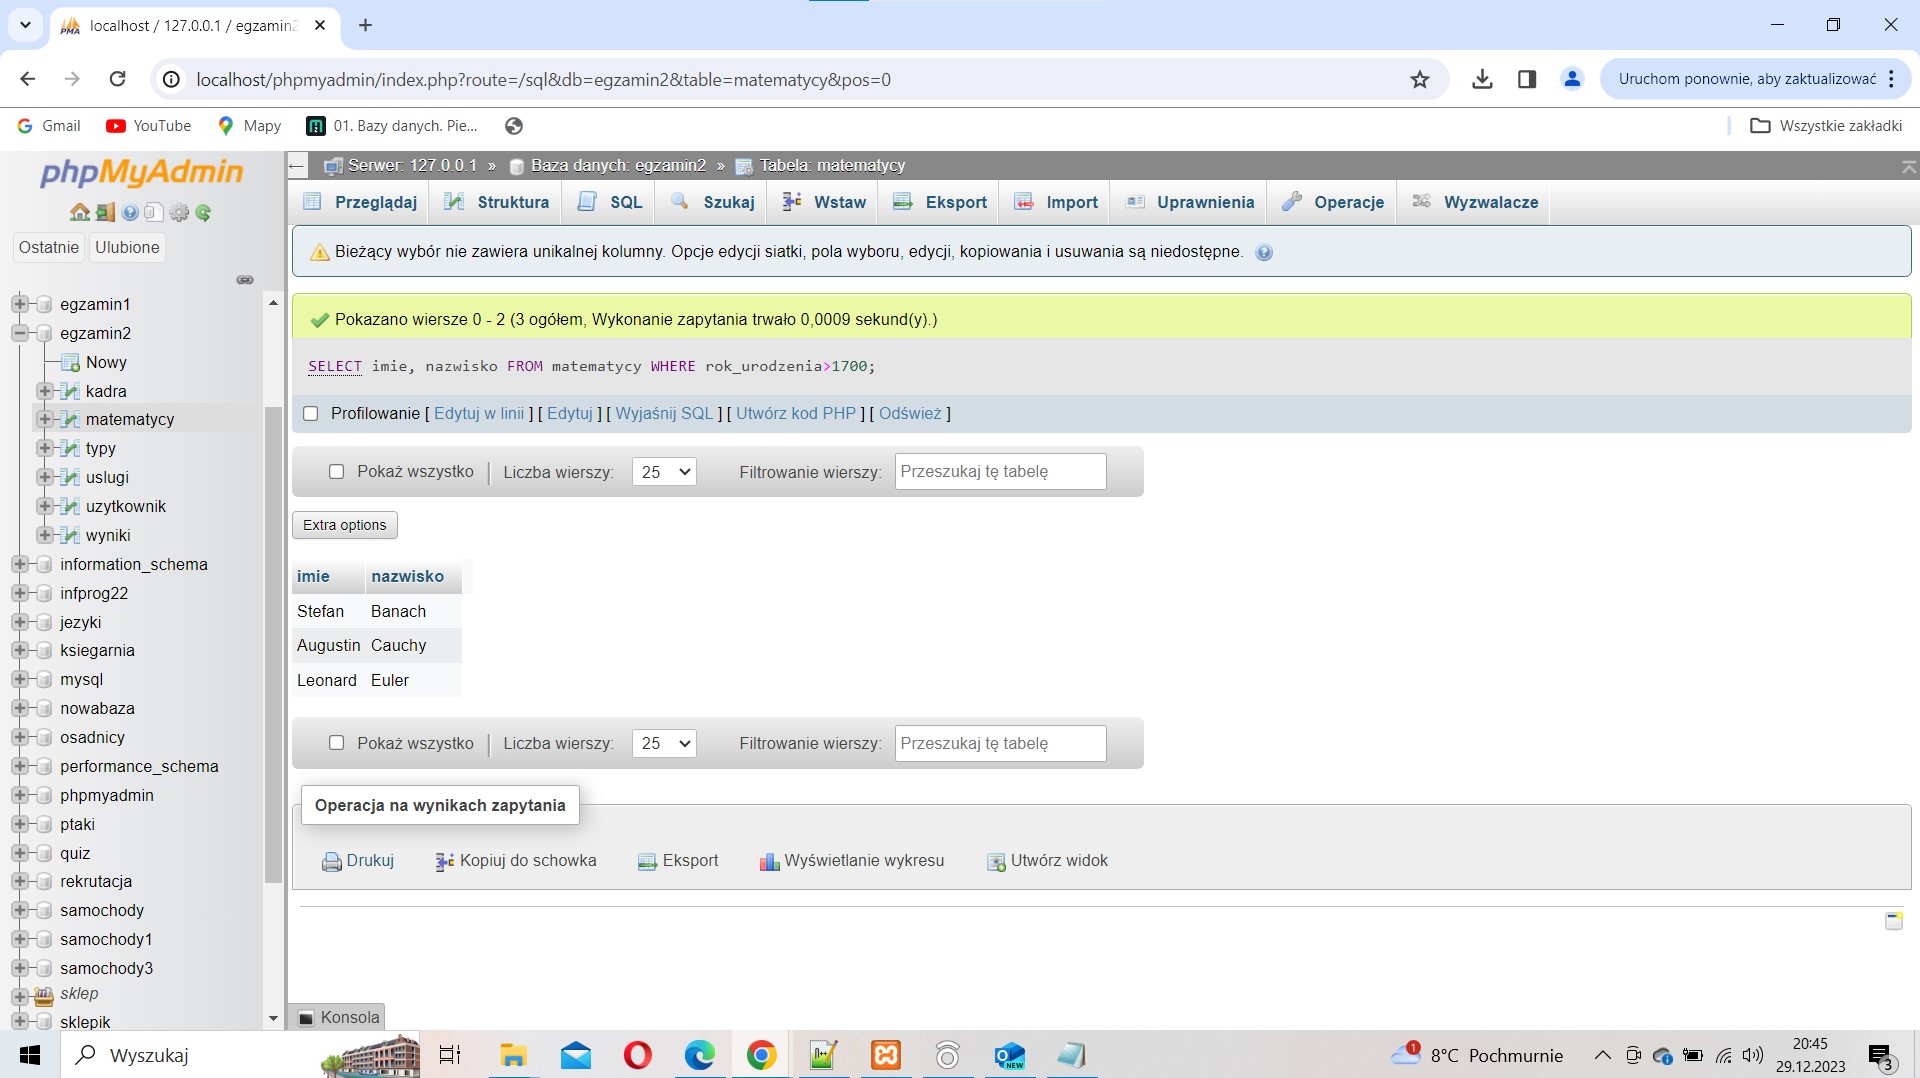 localhost / 127.0.0.1 / egzamin2
localhost/phpmyadmin/index.php?route=/sql&db=egzamin2&table=matematycy&pos=0
Uruchom ponownie, aby zaktualizować
Gmail
YouTube
Mapy
01. Bazy danych. Pie...
Wszystkie zakładki
phpMyAdmin
Ostatnie
Ulubione
egzamin1
egzamin2
Nowy
kadra
matematycy
typy
uslugi
uzytkownik
wyniki
information_schema
infprog22
jezyki
ksiegarnia
mysql
nowabaza
osadnicy
performance_schema
phpmyadmin
ptaki
quiz
rekrutacja
samochody
samochody1
samochody3
sklep
sklepik
Serwer: 127.0.0.1 » Baza danych: egzamin2 » Tabela: matematycy
Przeglądaj
Struktura
SQL
Szukaj
Wstaw
Eksport
Import
Uprawnienia
Operacje
Wyzwalacze
Bieżący wybór nie zawiera unikalnej kolumny. Opcje edycji siatki, pola wyboru, edycji, kopiowania i usuwania są niedostępne.
Pokazano wiersze 0 - 2 (3 ogółem, Wykonanie zapytania trwało 0,0009 sekund(y).)
SELECT imie, nazwisko FROM matematycy WHERE rok_urodzenia>1700;
Profilowanie [ Edytuj w linii ] [ Edytuj ] [ Wyjaśnij SQL ] [ Utwórz kod PHP ] [ Odśwież ]
Pokaż wszystko | Liczba wierszy: 25 Filtrowanie wierszy: Przeszukaj tę tabelę
Extra options
imie nazwisko
Stefan Banach
Augustin Cauchy
Leonard Euler
Pokaż wszystko | Liczba wierszy: 25 Filtrowanie wierszy: Przeszukaj tę tabelę
Operacja na wynikach zapytania
Drukuj
Kopiuj do schowka
Eksport
Wyświetlanie wykresu
Utwórz widok
Konsola
Wyszukaj
NEW
1
8°C Pochmurnie
20:45
29.12.2023
3